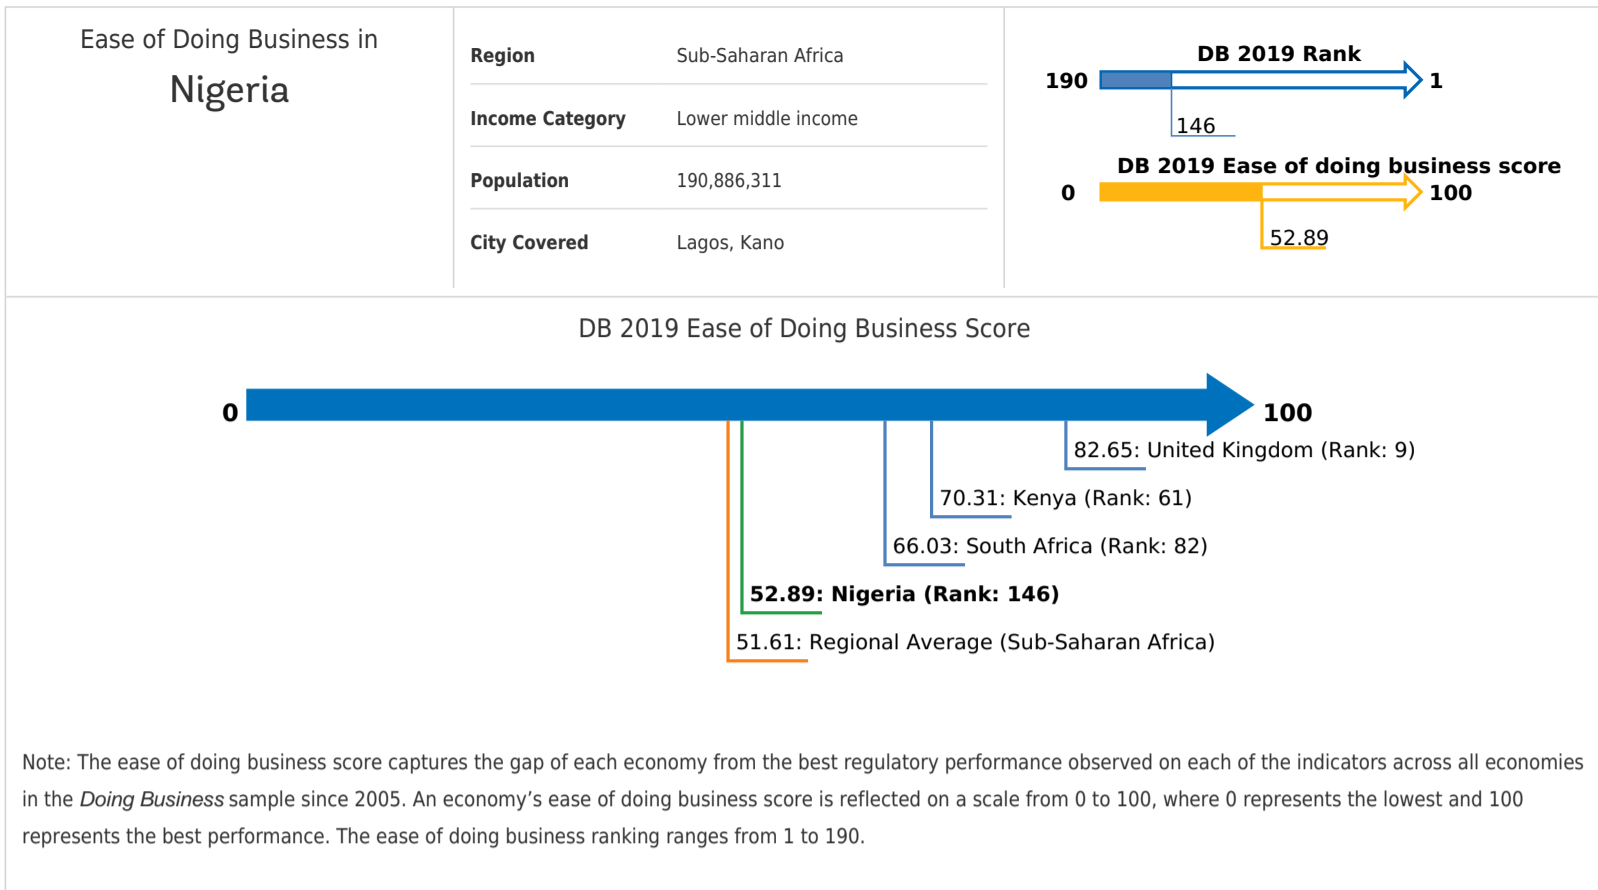 Ease of Doing Business in
Nigeria
Region Sub-Saharan Africa
Income Category Lower middle income
Population 190,886,311
City Covered Lagos, Kano
DB 2019 Rank
190 1
146
DB 2019 Ease of doing business score
0 100
52.89
DB 2019 Ease of Doing Business Score
0 100
82.65: United Kingdom (Rank: 9)
70.31: Kenya (Rank: 61)
66.03: South Africa (Rank: 82)
52.89: Nigeria (Rank: 146)
51.61: Regional Average (Sub-Saharan Africa)
Note: The ease of doing business score captures the gap of each economy from the best regulatory performance observed on each of the indicators across all economies
in the Doing Business sample since 2005. An economy’s ease of doing business score is reflected on a scale from 0 to 100, where 0 represents the lowest and 100
represents the best performance. The ease of doing business ranking ranges from 1 to 190.